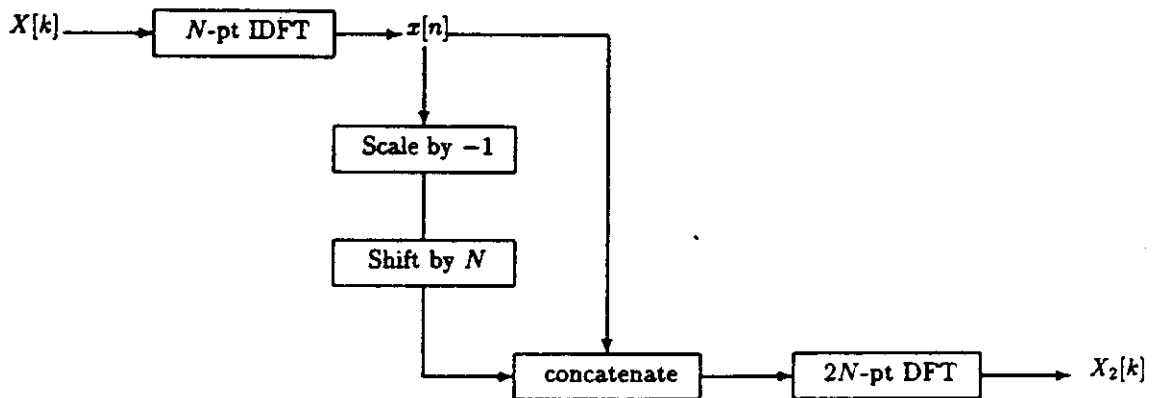 X[k]
N-pt IDFT
x[n]
Scale by −1
Shift by N
concatenate
2N-pt DFT
X₂[k]